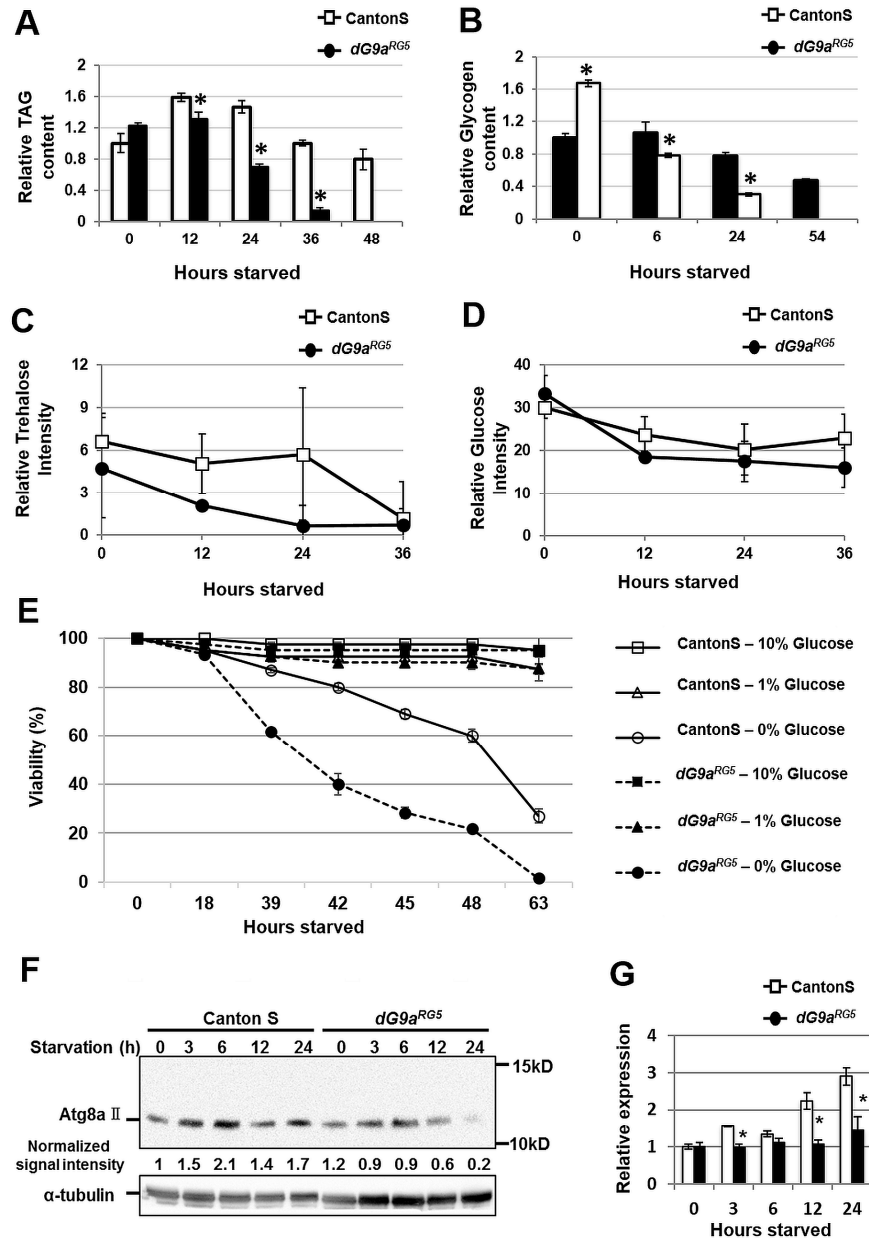 A
CantonS
dG9aRG5
Relative TAG content
2
1.6
1.2
0.8
0.4
0
* * *
0 12 24 36 48
Hours starved
B
CantonS
dG9aRG5
Relative Glycogen content
2
1.6
1.2
0.8
0.4
0
* * *
0 6 24 54
Hours starved
C
CantonS
dG9aRG5
Relative Trehalose Intensity
12
9
6
3
0
0 12 24 36
Hours starved
D
CantonS
dG9aRG5
Relative Glucose Intensity
40
30
20
10
0
0 12 24 36
Hours starved
E
Viability (%)
100
80
60
40
20
0
0 18 39 42 45 48 63
Hours starved
CantonS – 10% Glucose
CantonS – 1% Glucose
CantonS – 0% Glucose
dG9aRG5 – 10% Glucose
dG9aRG5 – 1% Glucose
dG9aRG5 – 0% Glucose
F
Canton S dG9aRG5
Starvation (h) 0 3 6 12 24 0 3 6 12 24
15kD
Atg8a II
10kD
Normalized signal intensity
1 1.5 2.1 1.4 1.7 1.2 0.9 0.9 0.6 0.2
α-tubulin
G
CantonS
dG9aRG5
Relative expression
4
3
2
1
0
* * *
0 3 6 12 24
Hours starved